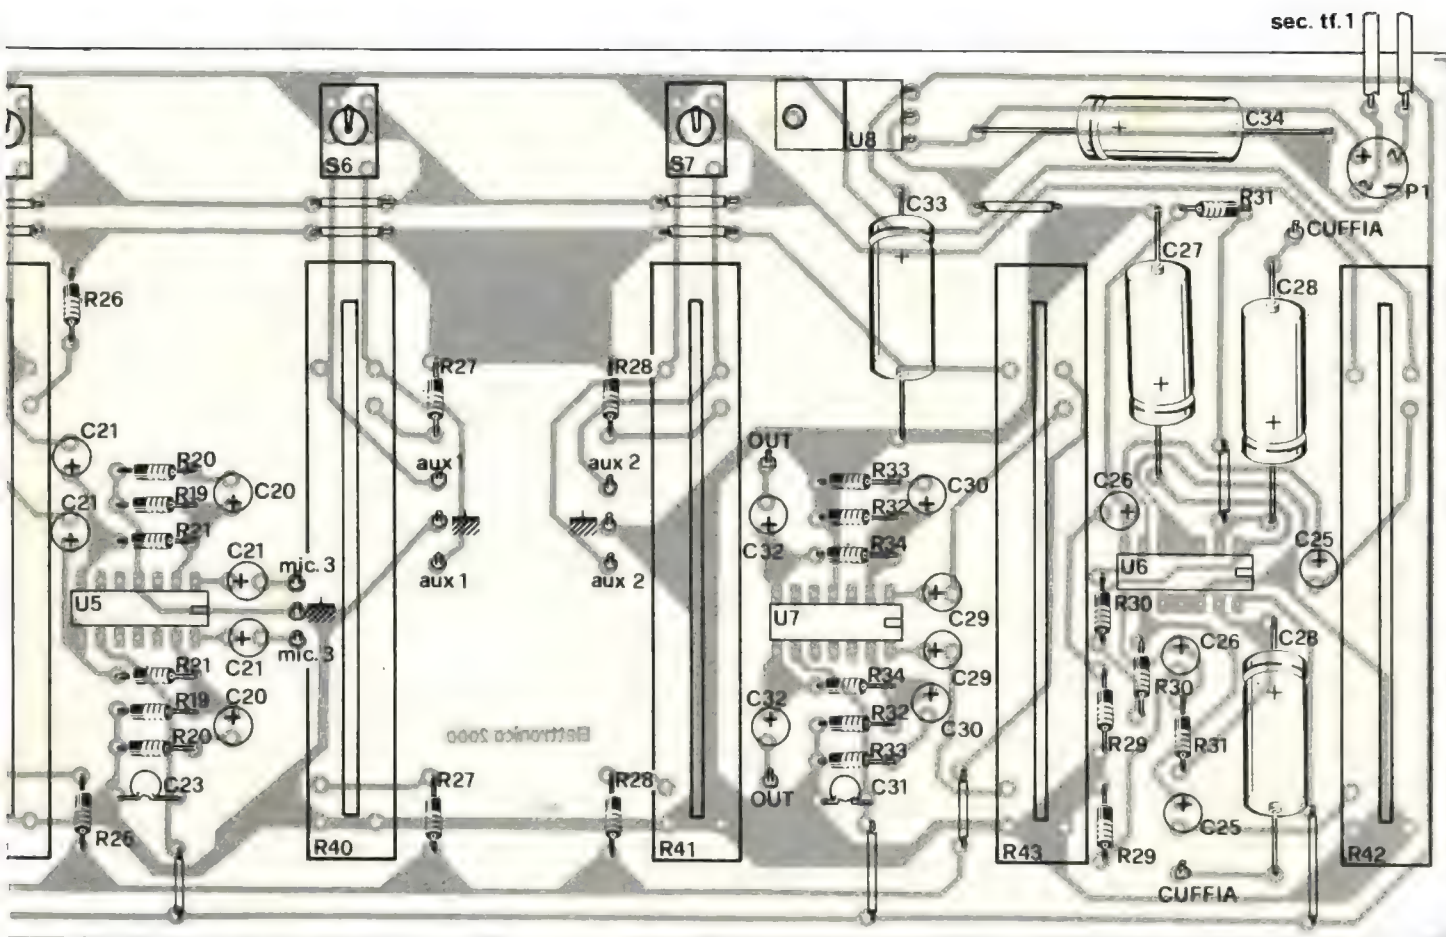 sec. tf.1
S6
S7
U8
C34
P1
C33
R31
CUFFIA
C27
C28
R26
R27
R28
C21
R20
C20
R19
C21
R21
aux 1
aux 2
OUT
R33
C30
R32
C32
R34
C26
C25
C21
mic. 3
aux 1
aux 2
U5
U7
U6
C29
R30
mic. 3
C21
R21
C20
R19
R20
C32
R34
C29
R32
C30
R33
C26
C28
R30
R29
R31
Elettronica 2000
C23
R27
R28
OUT
C31
C25
R26
R40
R41
R43
R29
R42
CUFFIA